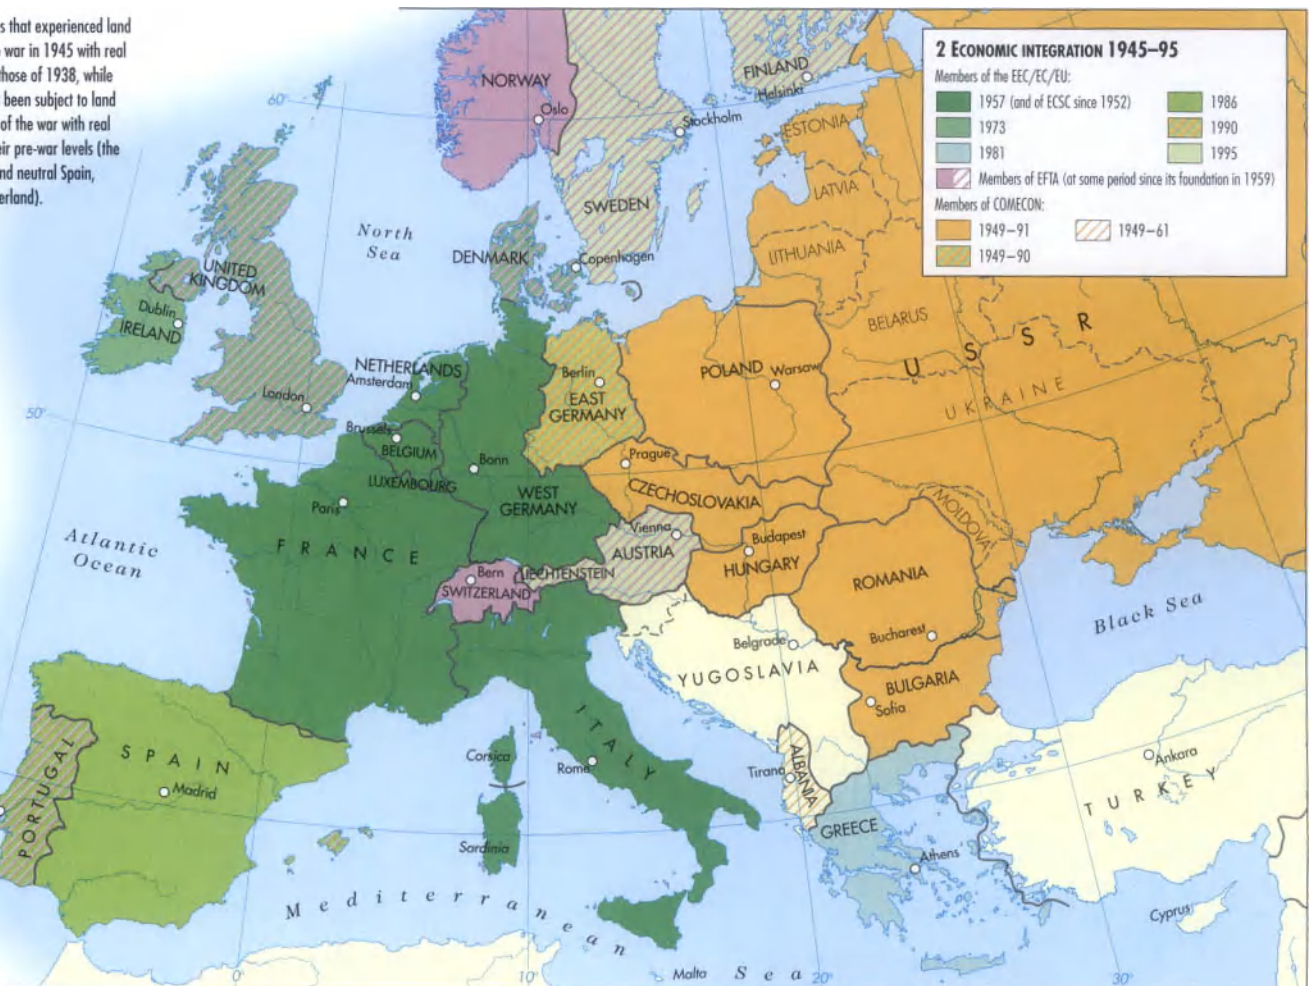 s that experienced land
war in 1945 with real
those of 1938, while
been subject to land
of the war with real
eir pre-war levels (the
nd neutral Spain,
erland).
2 ECONOMIC INTEGRATION 1945–95
Members of the EEC/EC/EU:
1957 (and of ECSC since 1952)
1986
1973
1990
1981
1995
Members of EFTA (at some period since its foundation in 1959)
Members of COMECON:
1949–91
1949–61
1949–90
NORWAY
Oslo
FINLAND
Helsinki
Stockholm
ESTONIA
60°
LATVIA
SWEDEN
North
Sea
LITHUANIA
DENMARK
Copenhagen
UNITED
KINGDOM
Dublin
IRELAND
BELARUS
U S S R
NETHERLANDS
Amsterdam
Berlin
EAST
GERMANY
POLAND
Warsaw
UKRAINE
London
50°
Brussels
BELGIUM
Bonn
Prague
LUXEMBOURG
WEST
GERMANY
CZECHOSLOVAKIA
Paris
MOLDOVA
Vienna
Atlantic
Ocean
FRANCE
AUSTRIA
Budapest
HUNGARY
Bern
LIECHTENSTEIN
SWITZERLAND
ROMANIA
Black Sea
Bucharest
Belgrade
YUGOSLAVIA
BULGARIA
Sofia
ITALY
SPAIN
Madrid
PORTUGAL
Corsica
Rome
Tirana
ALBANIA
Ankara
TURKEY
GREECE
Sardinia
Athens
Mediterranean
Sea
Cyprus
Malta
0°
10°
20°
30°